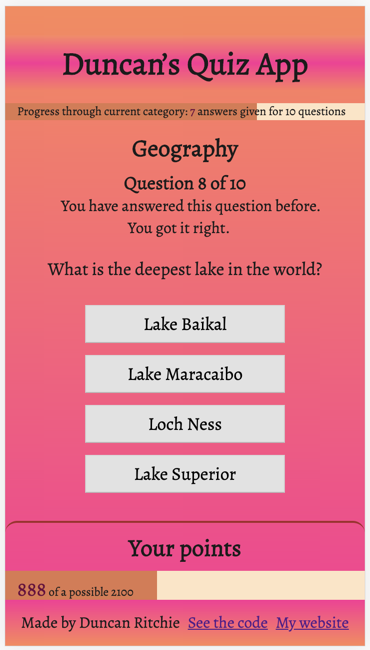 Duncan’s Quiz App
Progress through current category: 7 answers given for 10 questions
Geography
Question 8 of 10
You have answered this question before.
You got it right.
What is the deepest lake in the world?
Lake Baikal
Lake Maracaibo
Loch Ness
Lake Superior
Your points
888 of a possible 2100
Made by Duncan Ritchie See the code My website